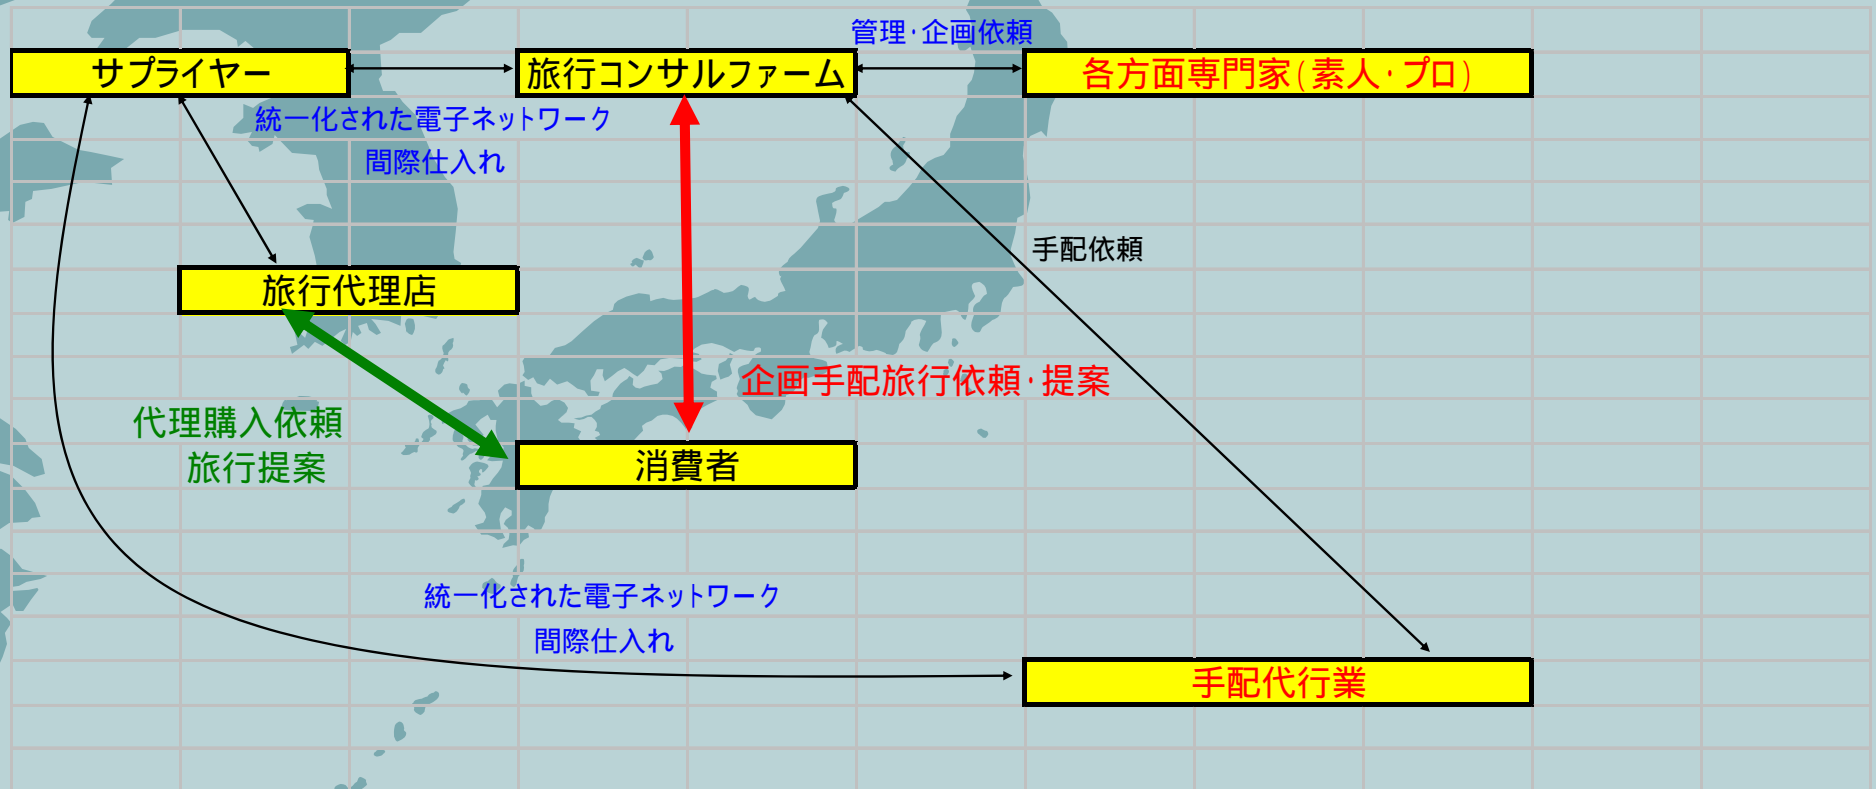 管理・企画依頼
サプライヤー
旅行コンサルファーム
各方面専門家(素人・プロ)
統一化された電子ネットワーク
間際仕入れ
手配依頼
旅行代理店
企画手配旅行依頼・提案
代理購入依頼
旅行提案
消費者
統一化された電子ネットワーク
間際仕入れ
手配代行業